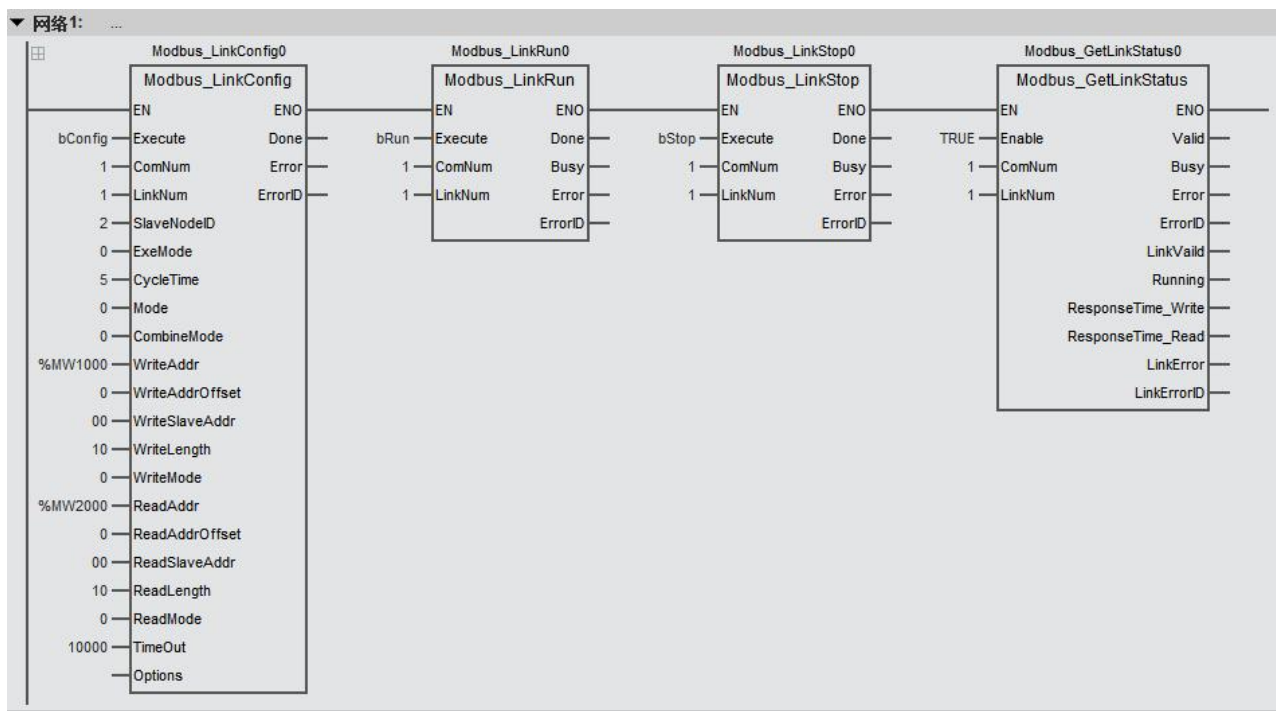 网络1: ...
Modbus_LinkConfig0 Modbus_LinkRun0 Modbus_LinkStop0 Modbus_GetLinkStatus0
Modbus_LinkConfig Modbus_LinkRun Modbus_LinkStop Modbus_GetLinkStatus
EN ENO EN ENO EN ENO EN ENO
bConfig Execute Done bRun Execute Done bStop Execute Done TRUE Enable Valid
1 ComNum Error 1 ComNum Busy 1 ComNum Busy 1 ComNum Busy
1 LinkNum ErrorID 1 LinkNum Error 1 LinkNum Error 1 LinkNum Error
2 SlaveNodeID ErrorID ErrorID ErrorID
0 ExeMode LinkVaild
5 CycleTime Running
0 Mode ResponseTime_Write
0 CombineMode ResponseTime_Read
%MW1000 WriteAddr LinkError
0 WriteAddrOffset LinkErrorID
00 WriteSlaveAddr
10 WriteLength
0 WriteMode
%MW2000 ReadAddr
0 ReadAddrOffset
00 ReadSlaveAddr
10 ReadLength
0 ReadMode
10000 TimeOut
Options